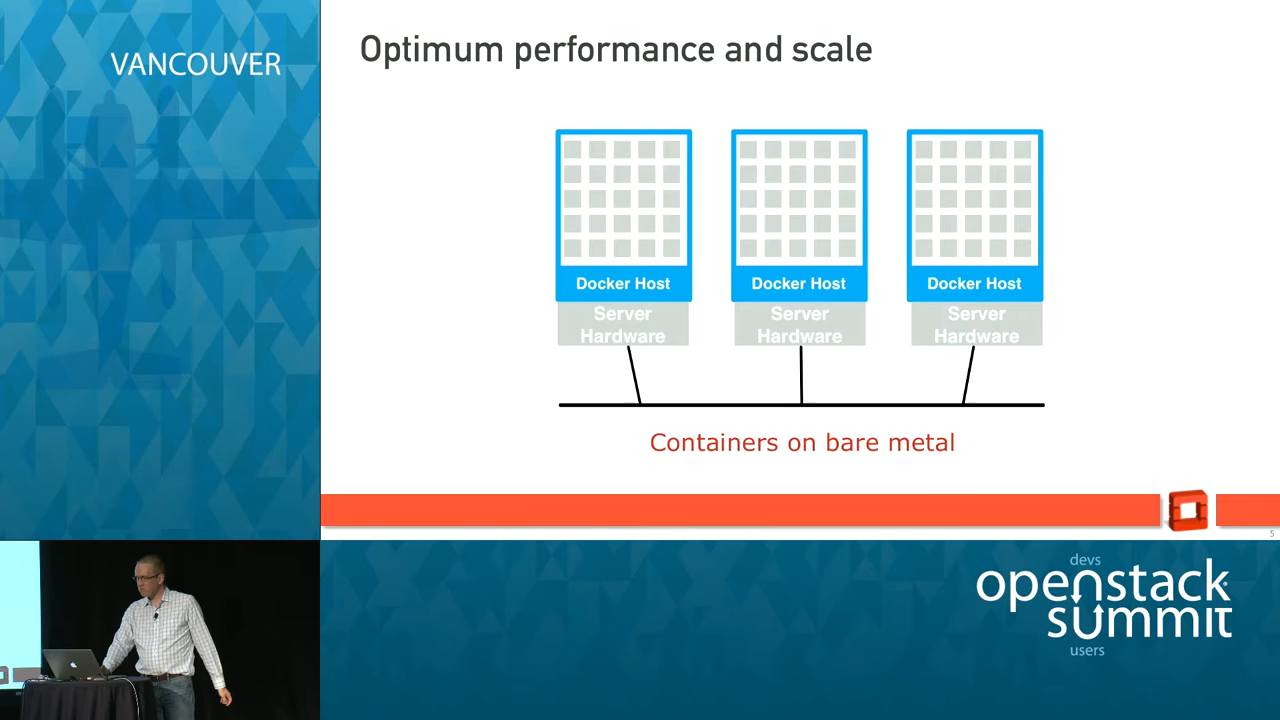 VANCOUVER
Optimum performance and scale
Docker Host
Docker Host
Docker Host
Server
Hardware
Server
Hardware
Server
Hardware
Containers on bare metal
5
devs
openstack
summit
users